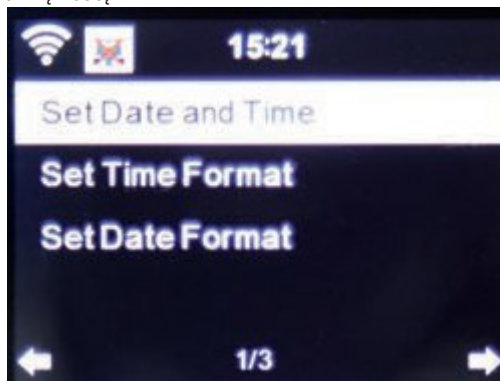 15:21
Set Date and Time
Set Time Format
Set Date Format
1/3